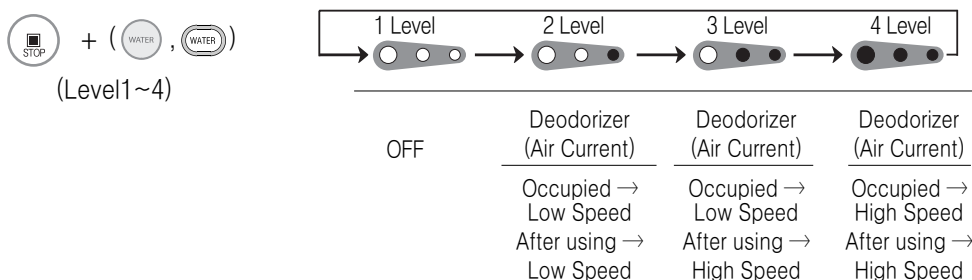 STOP + ( WATER , WATER )
(Level1~4)
1 Level 2 Level 3 Level 4 Level
OFF
Deodorizer Deodorizer Deodorizer
(Air Current) (Air Current) (Air Current)
Occupied → Occupied → Occupied →
Low Speed Low Speed High Speed
After using → After using → After using →
Low Speed High Speed High Speed